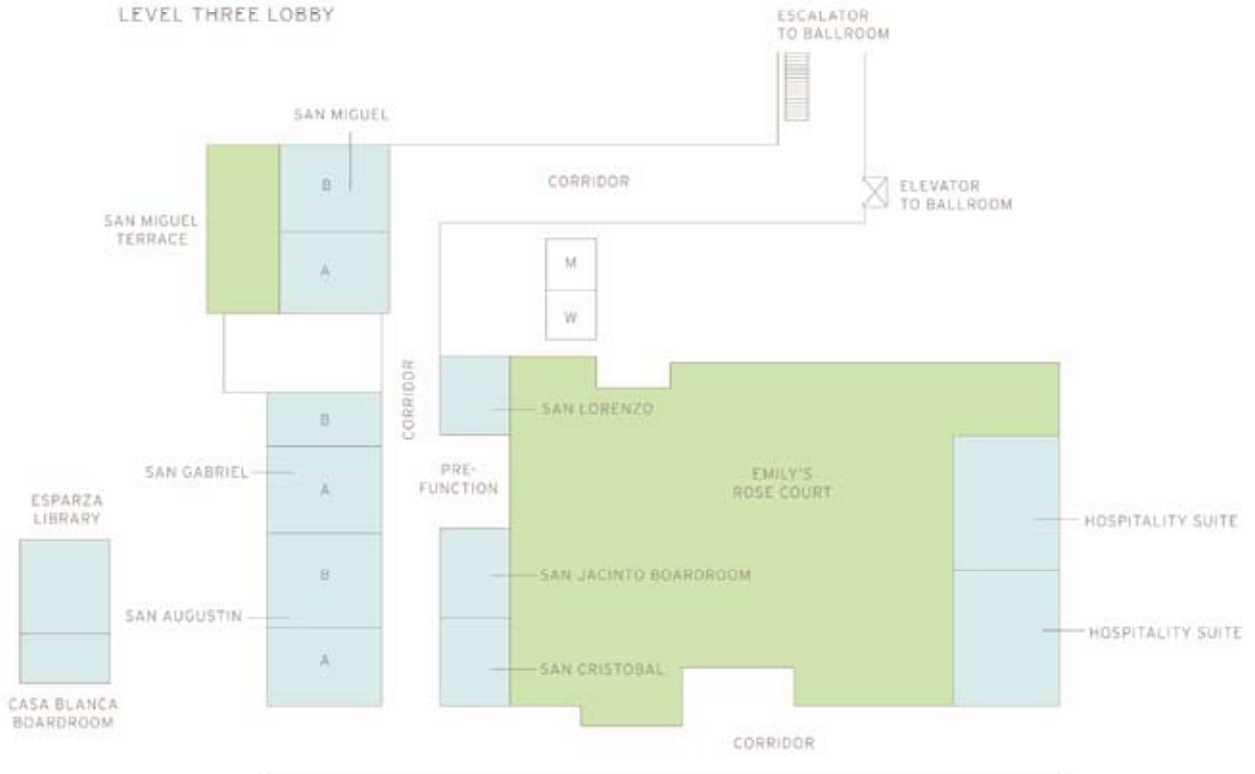 LEVEL THREE LOBBY
ESCALATOR
TO BALLROOM
SAN MIGUEL
B
CORRIDOR
ELEVATOR
TO BALLROOM
SAN MIGUEL
TERRACE
A
M
W
CORRIDOR
B
SAN LORENZO
SAN GABRIEL
A
PRE-
FUNCTION
EMILY'S
ROSE COURT
ESPARZA
LIBRARY
HOSPITALITY SUITE
B
SAN JACINTO BOARDROOM
SAN AUGUSTIN
HOSPITALITY SUITE
A
SAN CRISTOBAL
CASA BLANCA
BOARDROOM
CORRIDOR